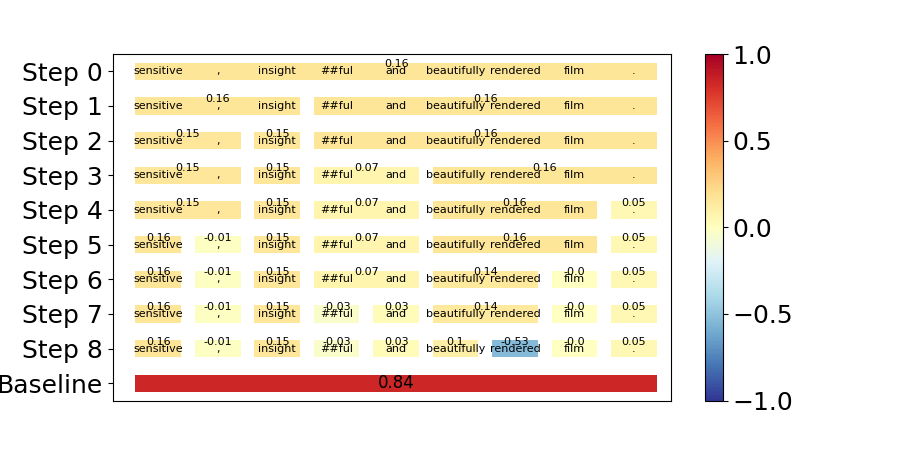 0.16
Step 0 sensitive , insight ##ful and beautifully rendered film . 1.0
0.16 0.16
Step 1 sensitive , insight ##ful and beautifully rendered film .
0.15 0.15 0.16
Step 2 sensitive , insight ##ful and beautifully rendered film . 0.5
0.15 0.15 0.07 0.16
Step 3 sensitive , insight ##ful and beautifully rendered film .
0.15 0.15 0.07 0.16 0.05
Step 4 sensitive , insight ##ful and beautifully rendered film . 0.0
0.16 -0.01 0.15 0.07 0.16 0.05
Step 5 sensitive , insight ##ful and beautifully rendered film .
0.16 -0.01 0.15 0.07 0.14 -0.0 0.05
Step 6 sensitive , insight ##ful and beautifully rendered film .
0.16 -0.01 0.15 -0.03 0.03 0.14 -0.0 0.05
Step 7 sensitive , insight ##ful and beautifully rendered film . −0.5
0.16 -0.01 0.15 -0.03 0.03 0.1 -0.53 -0.0 0.05
Step 8 sensitive , insight ##ful and beautifully rendered film .
Baseline 0.84
−1.0